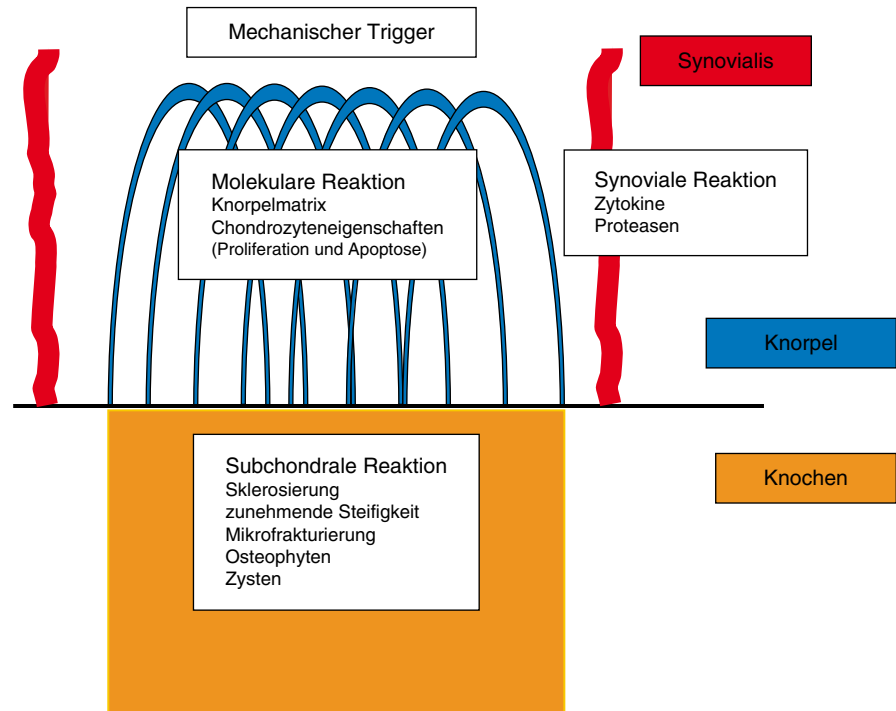 Mechanischer Trigger
Synovialis
Molekulare Reaktion
Knorpelmatrix
Chondrozyteneigenschaften
(Proliferation und Apoptose)
Synoviale Reaktion
Zytokine
Proteasen
Knorpel
Subchondrale Reaktion
Sklerosierung
zunehmende Steifigkeit
Mikrofrakturierung
Osteophyten
Zysten
Knochen